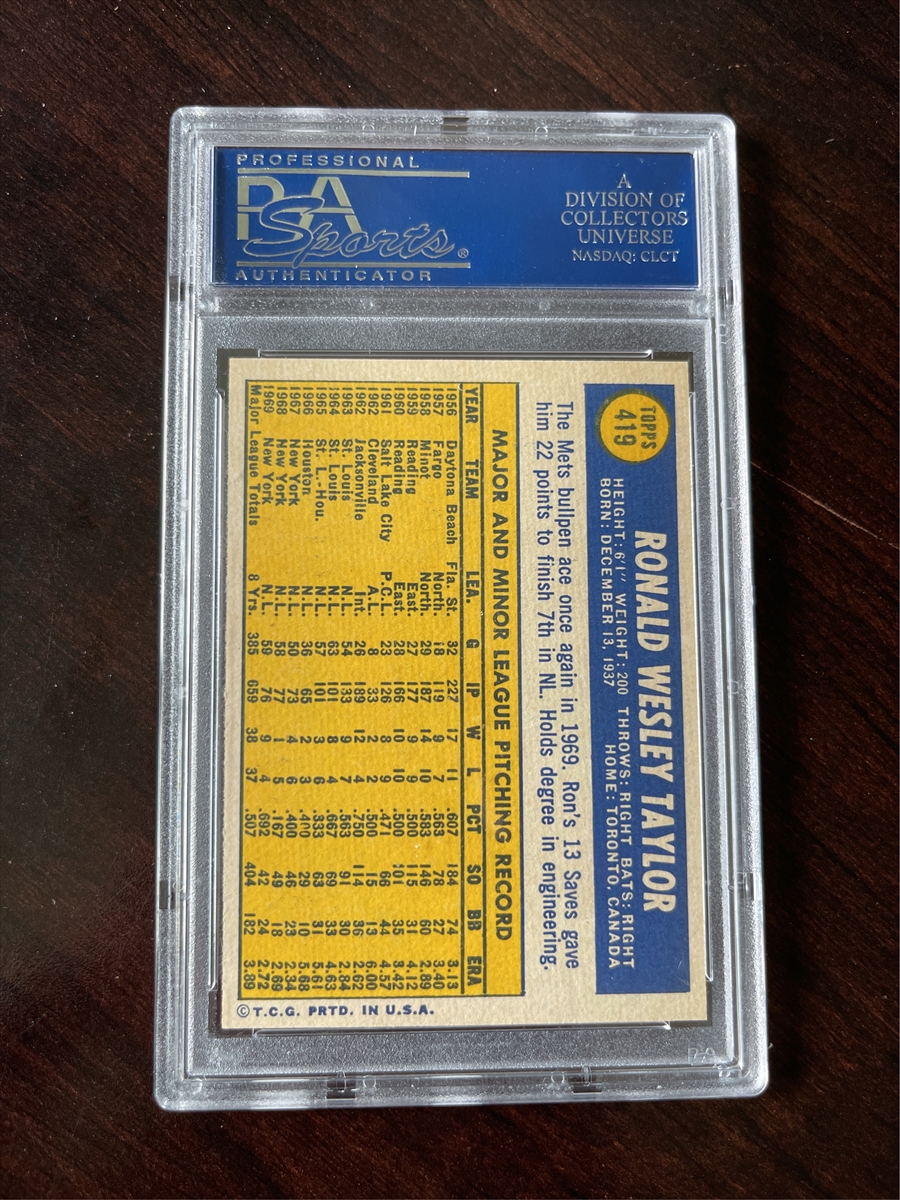 PROFESSIONAL
PSA
Sports®
AUTHENTICATOR
A
DIVISION OF
COLLECTORS
UNIVERSE
NASDAQ: CLCT
TOPPS
419
RONALD WESLEY TAYLOR
HEIGHT: 6'1" WEIGHT: 200 THROWS: RIGHT BATS: RIGHT
BORN: DECEMBER 13, 1937 HOME: TORONTO, CANADA
The Mets bullpen ace once again in 1969. Ron's 13 Saves gave
him 22 points to finish 7th in NL. Holds degree in engineering.
MAJOR AND MINOR LEAGUE PITCHING RECORD
YEAR TEAM LEA. G IP W L PCT SO BB ERA
1956 Daytona Beach Fla. St. 32 227 17 11 .607 184 74 3.13
1957 Fargo North. 18 119 9 7 .563 78 27 3.40
1958 Minot North. 29 187 14 10 .583 146 60 2.89
1959 Reading East. 27 177 9 9 .500 115 31 4.12
1960 Reading East. 28 166 10 10 .500 101 35 3.42
1961 Salt Lake City P.C.L. 23 126 8 9 .471 66 44 4.57
1962 Cleveland A.L. 8 33 2 2 .500 15 13 6.00
1962 Jacksonville Int. 26 189 12 4 .750 114 36 2.62
1963 St. Louis N.L. 54 133 9 7 .563 91 30 2.84
1964 St. Louis N.L. 63 101 8 4 .667 69 33 4.63
1965 St. L.-Hou. N.L. 57 101 3 6 .333 63 31 5.61
1966 Houston N.L. 36 65 2 3 .400 29 10 5.68
1967 New York N.L. 50 73 4 6 .400 46 23 2.34
1968 New York N.L. 58 77 1 5 .167 49 18 2.69
1969 New York N.L. 59 76 9 4 .692 42 24 2.72
Major League Totals 8 Yrs. 385 659 38 37 .507 404 182 3.89
© T.C.G. PRTD. IN U.S.A.
PSA